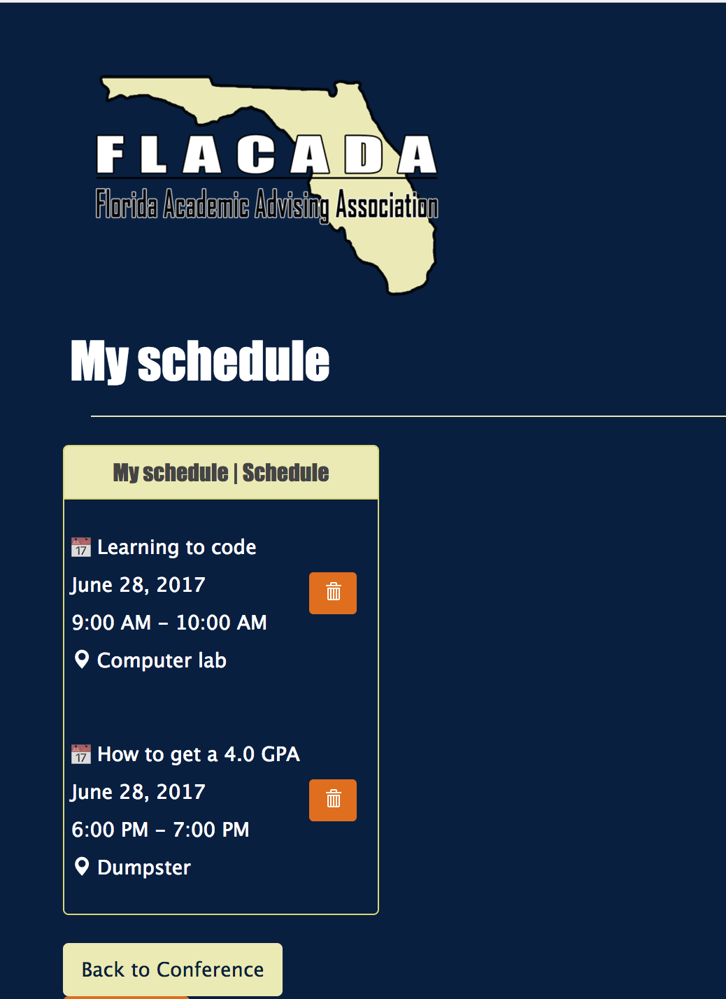 FLACADA
Florida Academic Advising Association
My schedule
My schedule | Schedule
JUL
17
Learning to code
June 28, 2017
9:00 AM – 10:00 AM
Computer lab
JUL
17
How to get a 4.0 GPA
June 28, 2017
6:00 PM – 7:00 PM
Dumpster
Back to Conference